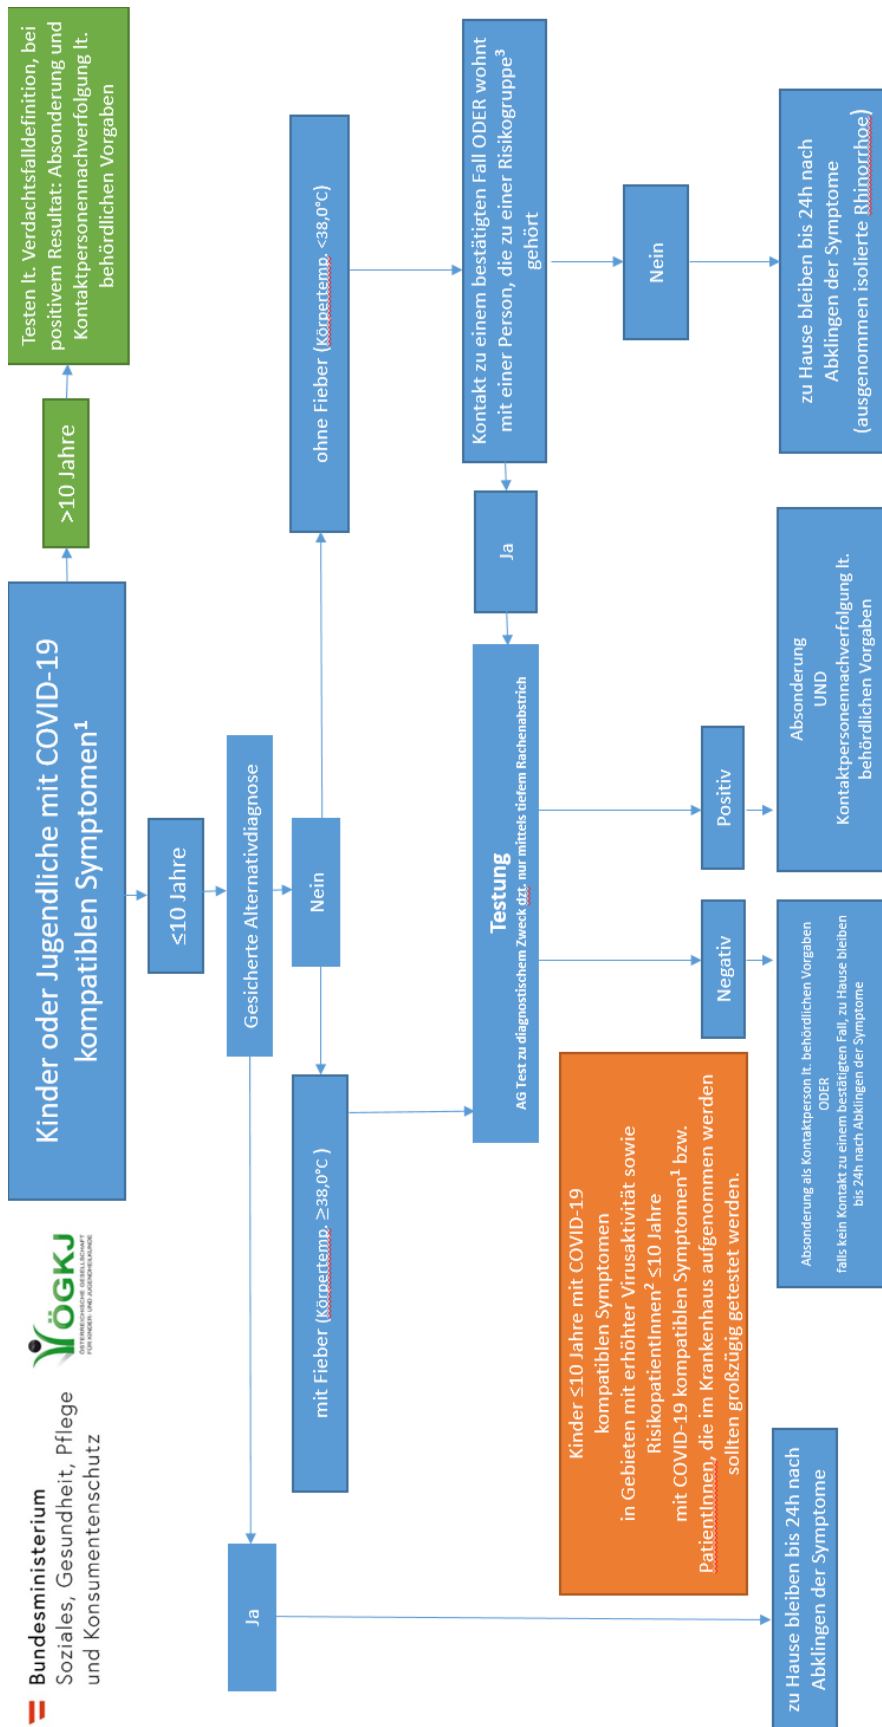 Bundesministerium
Soziales, Gesundheit, Pflege
und Konsumentenschutz
ÖGKJ
ÖSTERREICHISCHE GESELLSCHAFT
FÜR KINDER- UND JUGENDHEILKUNDE
Kinder oder Jugendliche mit COVID-19
kompatiblen Symptomen¹
>10 Jahre
Testen lt. Verdachtsfalldefinition, bei
positivem Resultat: Absonderung und
Kontaktpersonennachverfolgung lt.
behördlichen Vorgaben
≤10 Jahre
Gesicherte Alternativdiagnose
Ja
Nein
mit Fieber (Körpertemp. ≥38,0°C )
ohne Fieber (Körpertemp. <38,0°C)
Kontakt zu einem bestätigten Fall ODER wohnt
mit einer Person, die zu einer Risikogruppe³
gehört
Ja
Nein
Testung
AG Test zu diagnostischem Zweck dzt. nur mittels tiefem Rachenabstrich
Kinder ≤10 Jahre mit COVID-19
kompatiblen Symptomen
in Gebieten mit erhöhter Virusaktivität sowie
RisikopatientInnen² ≤10 Jahre
mit COVID-19 kompatiblen Symptomen¹ bzw.
PatientInnen, die im Krankenhaus aufgenommen werden
sollten großzügig getestet werden.
Negativ
Positiv
zu Hause bleiben bis 24h nach
Abklingen der Symptome
Absonderung als Kontaktperson lt. behördlichen Vorgaben
ODER
falls kein Kontakt zu einem bestätigten Fall, zu Hause bleiben
bis 24h nach Abklingen der Symptome
Absonderung
UND
Kontaktpersonennachverfolgung lt.
behördlichen Vorgaben
zu Hause bleiben bis 24h nach
Abklingen der Symptome
(ausgenommen isolierte Rhinorrhoe)